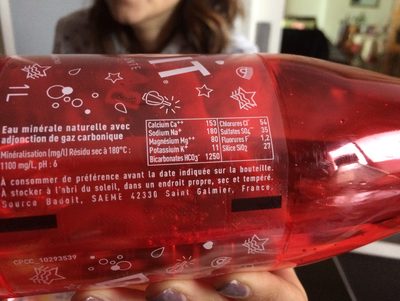 IT
1L
Eau minérale naturelle avec
adjonction de gaz carbonique
Minéralisation (mg/l) Résidu sec à 180°C :
1100 mg/L. pH : 6
Calcium Ca++ 153
Sodium Na+ 180
Magnésium Mg++ 80
Potassium K+ 11
Bicarbonates HCO3- 1250
Chlorures Cl- 54
Sulfates SO4-- 35
Fluorures F-
Silice SiO2 27
À consommer de préférence avant la date indiquée sur la bouteille.
À stocker à l'abri du soleil, dans un endroit propre, sec et tempéré.
Source Badoit, SAEME 42330 Saint Galmier, France
CPCC_10293539